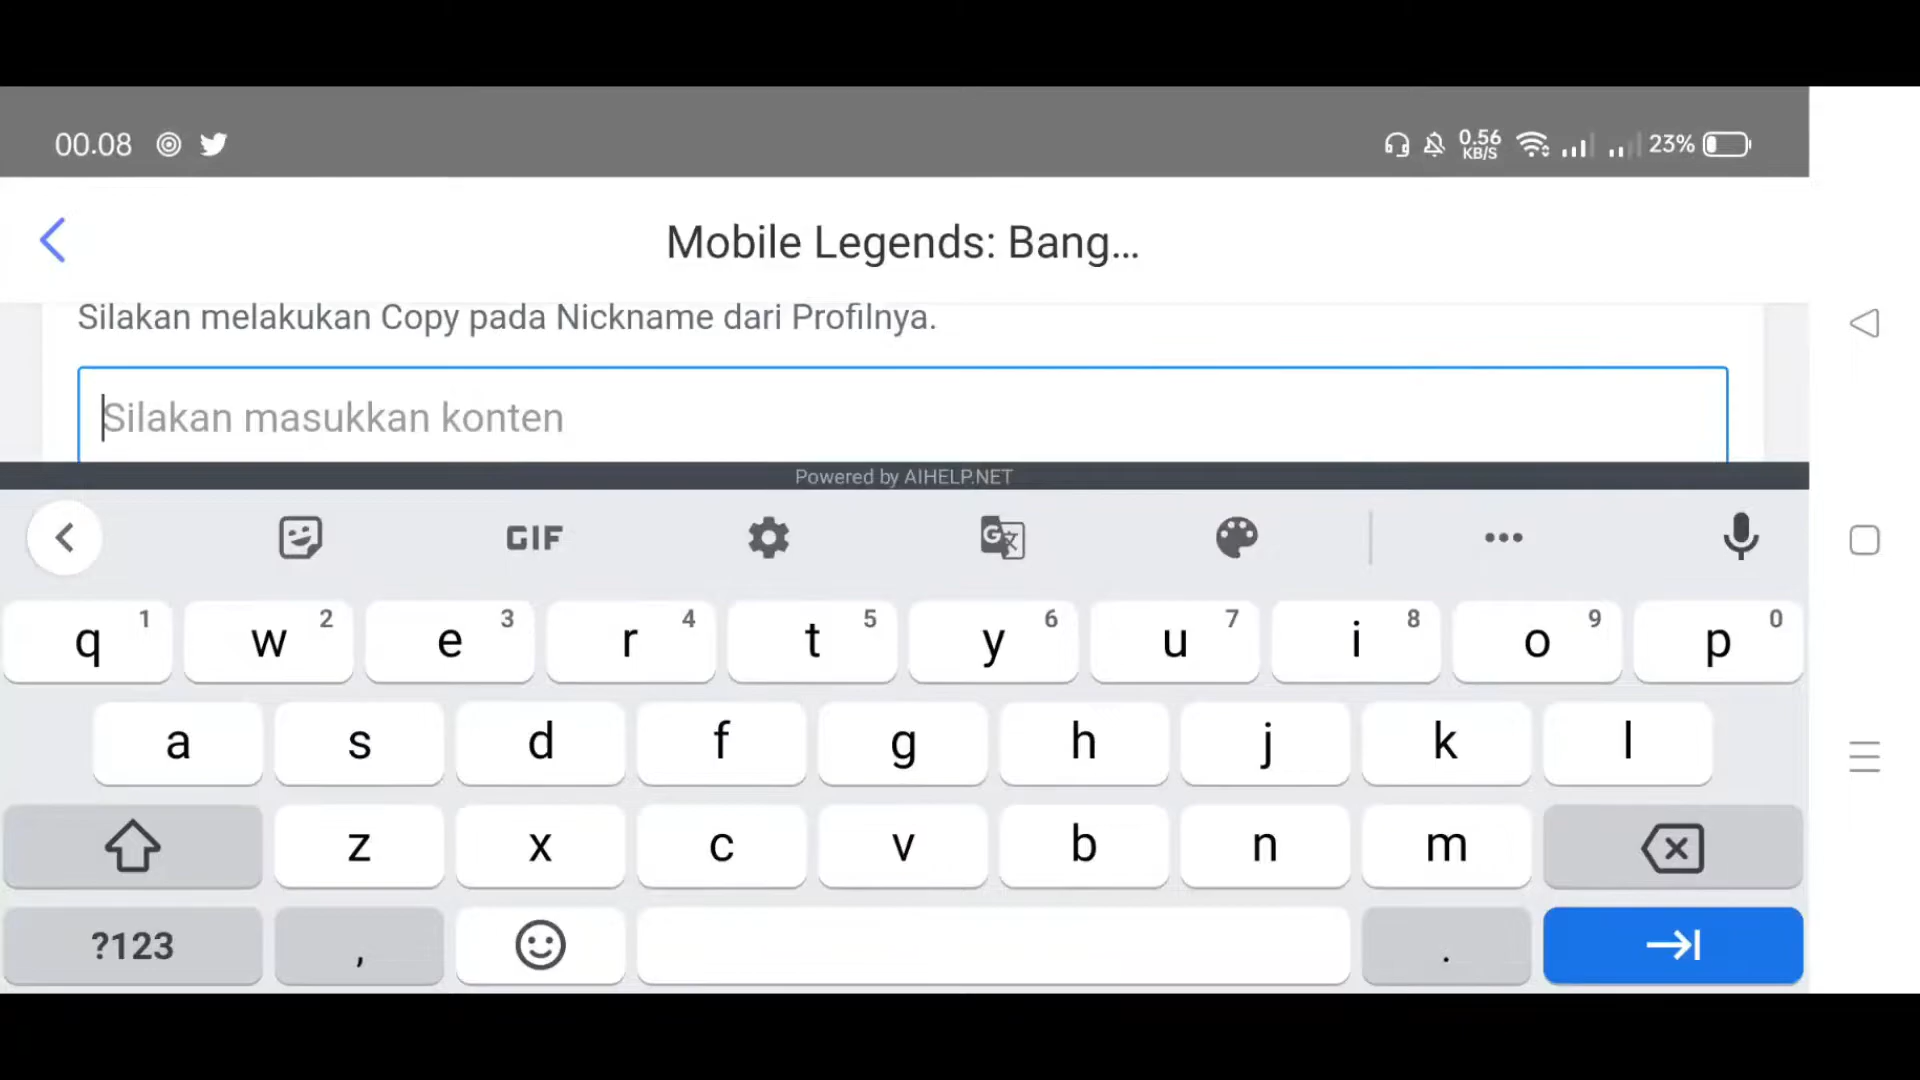 00.08 0.56 KB/S 23%
Mobile Legends: Bang...
Silakan melakukan Copy pada Nickname dari Profilnya.
Silakan masukkan konten
Powered by AIHELP.NET
GIF G
q 1 w 2 e 3 r 4 t 5 y 6 u 7 i 8 o 9 p 0
a s d f g h j k l
z x c v b n m
?123 , .